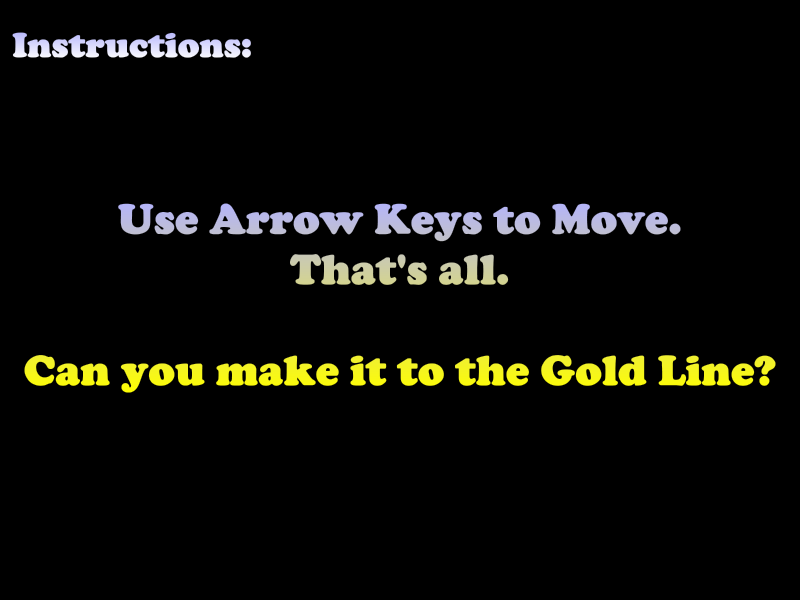 Instructions:
Use Arrow Keys to Move.
That's all.
Can you make it to the Gold Line?